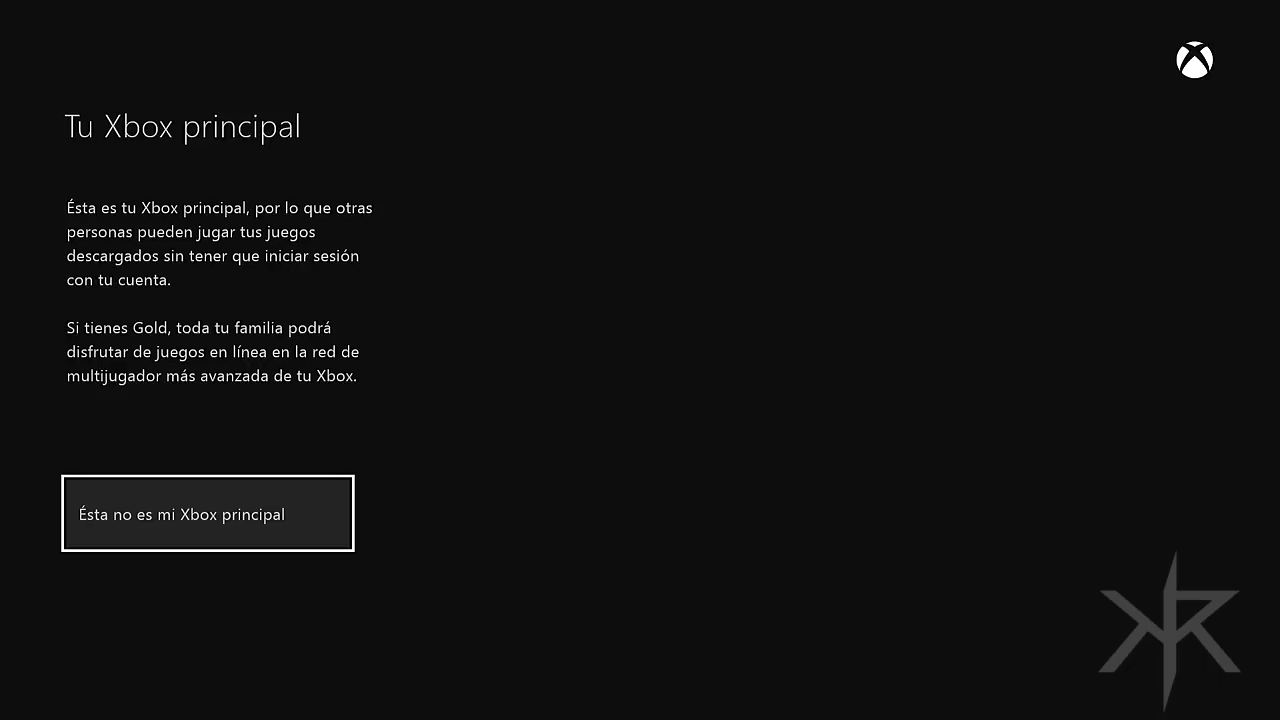 Tu Xbox principal
Ésta es tu Xbox principal, por lo que otras
personas pueden jugar tus juegos
descargados sin tener que iniciar sesión
con tu cuenta.
Si tienes Gold, toda tu familia podrá
disfrutar de juegos en línea en la red de
multijugador más avanzada de tu Xbox.
Ésta no es mi Xbox principal